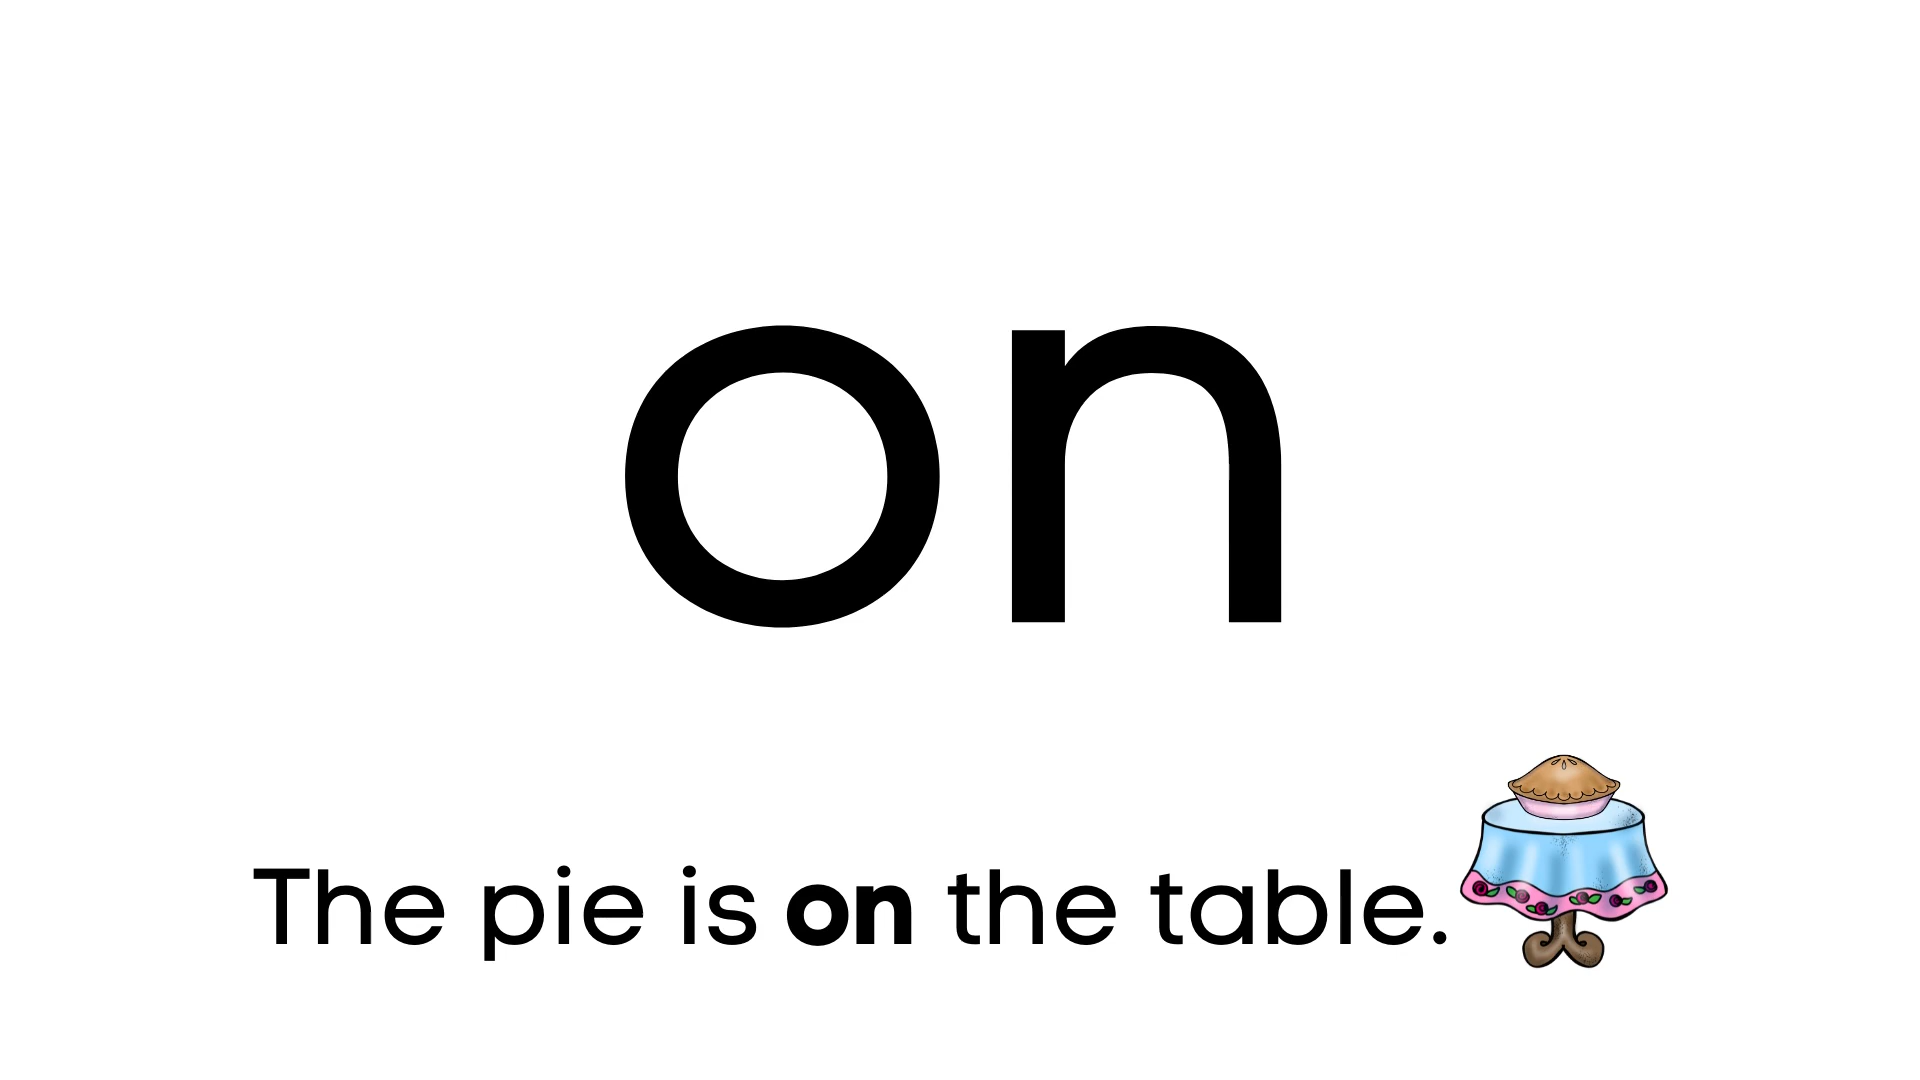 on
The pie is on the table.